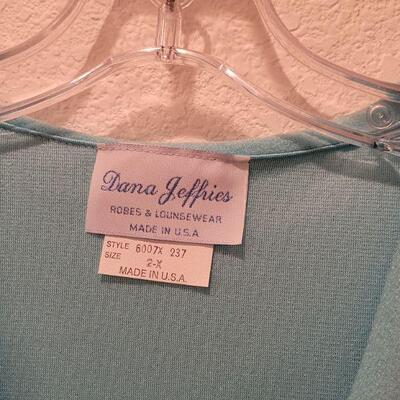 Dana Jeffries
ROBES & LOUNGEWEAR
MADE IN U.S.A.
STYLE 6007X 237
SIZE 2-X
MADE IN U.S.A.